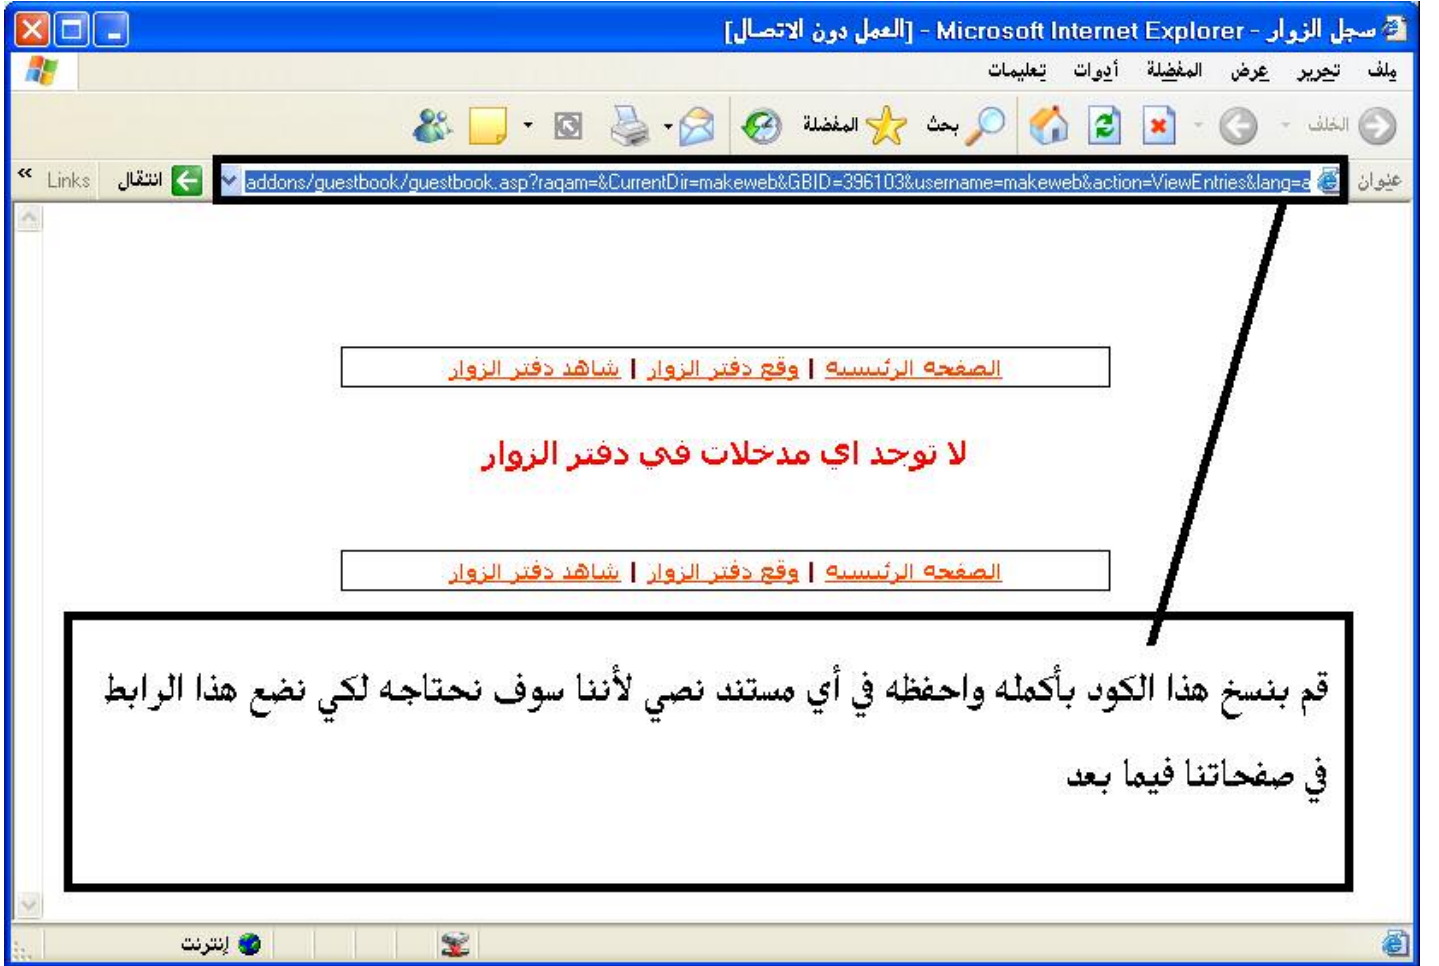 سجل الزوار - Microsoft Internet Explorer - [العمل دون الاتصال]
ملف تحرير عرض المفضلة أدوات تعليمات
الخلف بحث المفضلة
عنوان addons/guestbook/guestbook.asp?raqam=&CurrentDir=makeweb&GBID=396103&username=makeweb&action=ViewEntries&lang=a انتقال Links »
الصفحه الرئيسيه | وقع دفتر الزوار | شاهد دفتر الزوار
لا توجد اي مدخلات في دفتر الزوار
الصفحه الرئيسيه | وقع دفتر الزوار | شاهد دفتر الزوار
قم بنسخ هذا الكود بأكمله واحفظه في أي مستند نصي لأننا سوف نحتاجه لكي نضع هذا الرابط
في صفحاتنا فيما بعد
إنترنت